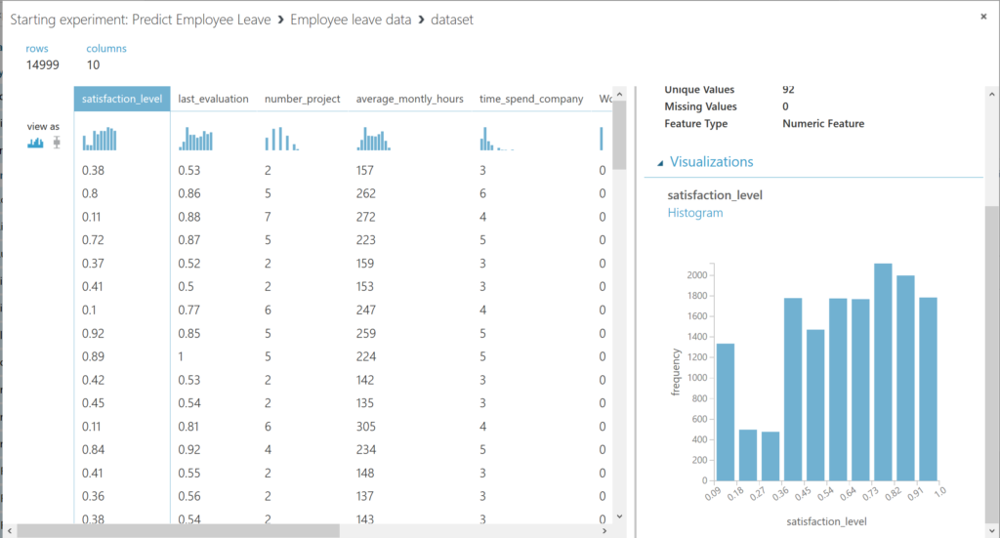 Starting experiment: Predict Employee Leave > Employee leave data > dataset
rows columns
14999 10
satisfaction_level last_evaluation number_project average_montly_hours time_spend_company Wo
view as
0.38 0.53 2 157 3 0
0.8 0.86 5 262 6 0
0.11 0.88 7 272 4 0
0.72 0.87 5 223 5 0
0.37 0.52 2 159 3 0
0.41 0.5 2 153 3 0
0.1 0.77 6 247 4 0
0.92 0.85 5 259 5 0
0.89 1 5 224 5 0
0.42 0.53 2 142 3 0
0.45 0.54 2 135 3 0
0.11 0.81 6 305 4 0
0.84 0.92 4 234 5 0
0.41 0.55 2 148 3 0
0.36 0.56 2 137 3 0
0.38 0.54 2 143 3 0
Unique Values 92
Missing Values 0
Feature Type Numeric Feature
Visualizations
satisfaction_level
Histogram
2000
1800
1600
1400
1200
1000
800
600
400
200
0
frequency
0.09 0.18 0.27 0.36 0.45 0.54 0.64 0.73 0.82 0.91 1.0
satisfaction_level